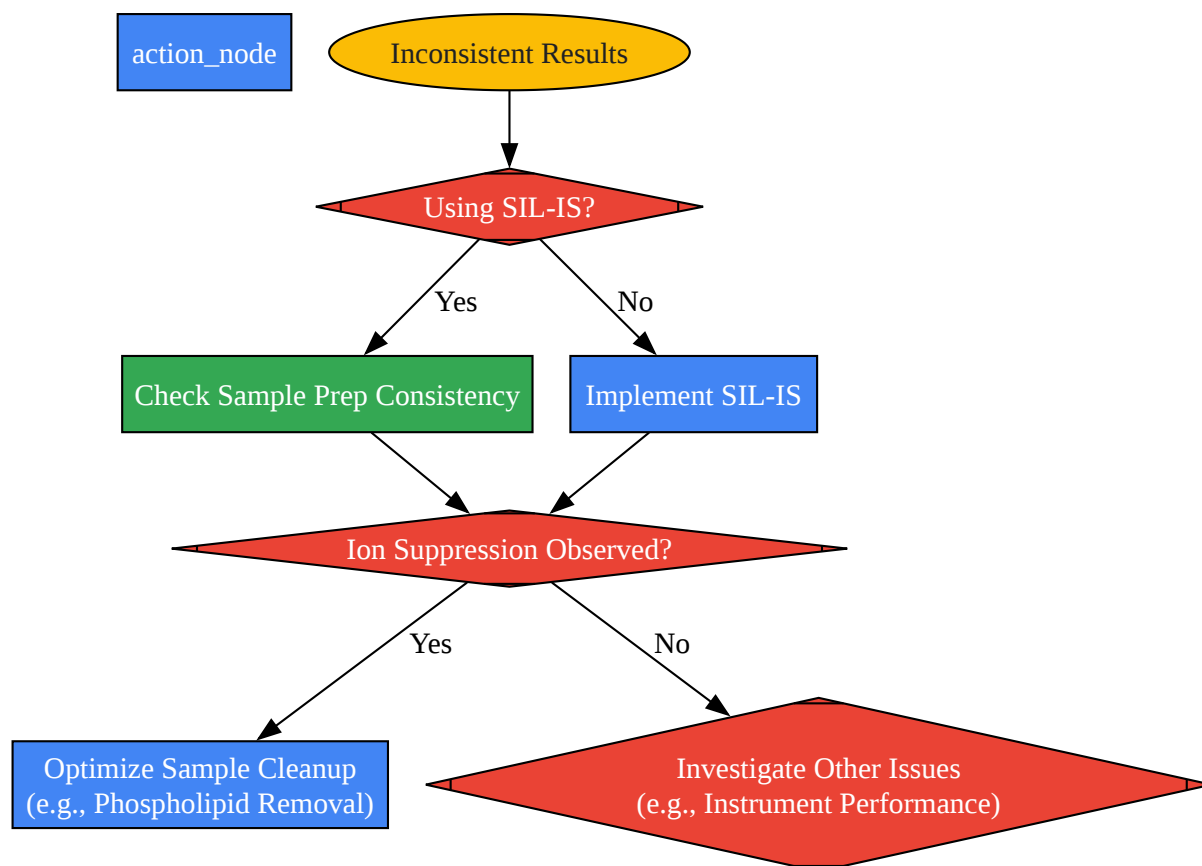 action_node
Inconsistent Results
Using SIL-IS?
Yes
No
Check Sample Prep Consistency
Implement SIL-IS
Ion Suppression Observed?
Yes
No
Optimize Sample Cleanup
(e.g., Phospholipid Removal)
Investigate Other Issues
(e.g., Instrument Performance)